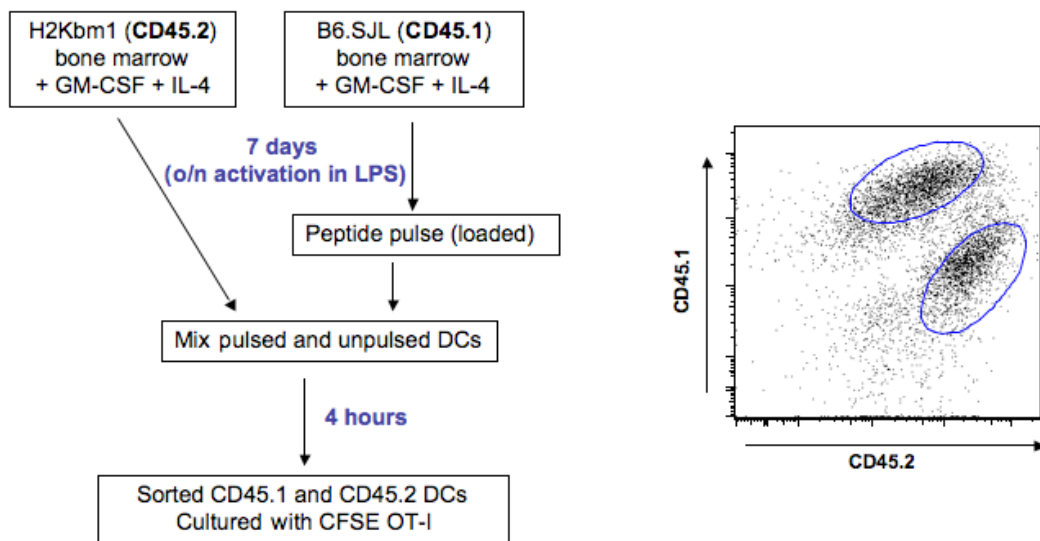 H2Kbm1 (CD45.2)
bone marrow
+ GM-CSF + IL-4
B6.SJL (CD45.1)
bone marrow
+ GM-CSF + IL-4
7 days
(o/n activation in LPS)
Peptide pulse (loaded)
Mix pulsed and unpulsed DCs
4 hours
Sorted CD45.1 and CD45.2 DCs
Cultured with CFSE OT-I
CD45.1
CD45.2